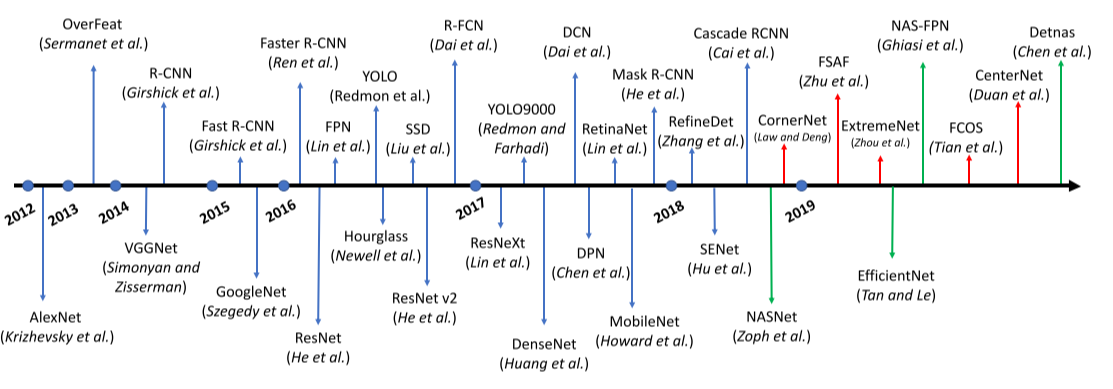 OverFeat
(Sermanet et al.)
R-CNN
(Girshick et al.)
Fast R-CNN
(Girshick et al.)
Faster R-CNN
(Ren et al.)
FPN
(Lin et al.)
YOLO
(Redmon et al.)
SSD
(Liu et al.)
R-FCN
(Dai et al.)
YOLO9000
(Redmon and
Farhadi)
DCN
(Dai et al.)
RetinaNet
(Lin et al.)
Mask R-CNN
(He et al.)
RefineDet
(Zhang et al.)
Cascade RCNN
(Cai et al.)
CornerNet
(Law and Deng)
FSAF
(Zhu et al.)
ExtremeNet
(Zhou et al.)
NAS-FPN
(Ghiasi et al.)
FCOS
(Tian et al.)
CenterNet
(Duan et al.)
Detnas
(Chen et al.)
2012
2013
2014
2015
2016
2017
2018
2019
AlexNet
(Krizhevsky et al.)
VGGNet
(Simonyan and
Zisserman)
GoogleNet
(Szegedy et al.)
ResNet
(He et al.)
Hourglass
(Newell et al.)
ResNet v2
(He et al.)
ResNeXt
(Lin et al.)
DenseNet
(Huang et al.)
DPN
(Chen et al.)
MobileNet
(Howard et al.)
SENet
(Hu et al.)
NASNet
(Zoph et al.)
EfficientNet
(Tan and Le)